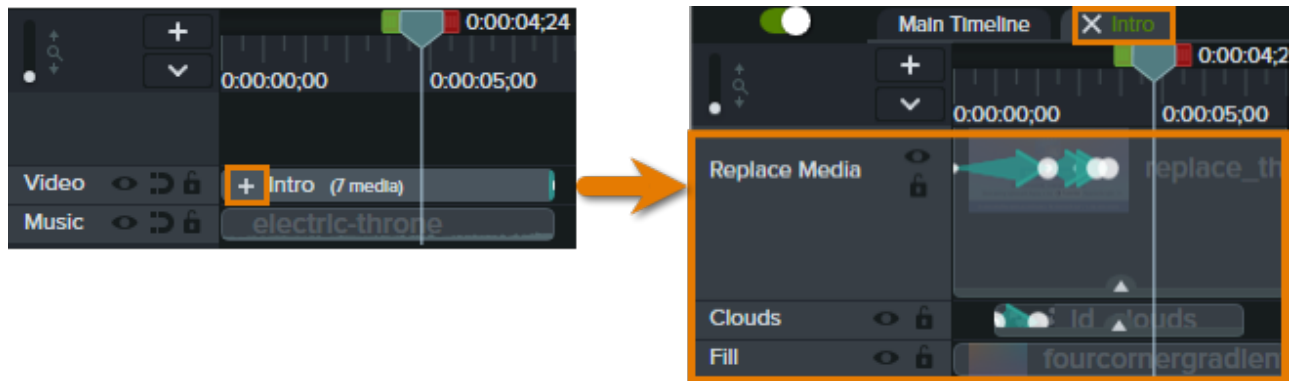 0:00:04;24
0:00:00;00 0:00:05;00
Video + Intro (7 media)
Music electric-throne
Main Timeline Intro
0:00:04;2
0:00:00;00 0:00:05;00
Replace Media replace_th
Clouds
Fill fourcornergradien